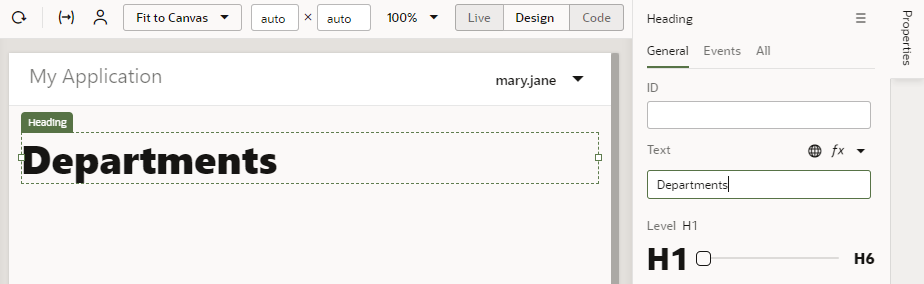 Fit to Canvas auto × auto 100% Live Design Code
My Application
mary.jane
Heading
Departments
Heading
General Events All
ID
Text fx
Departments
Level H1
H1 H6
Properties